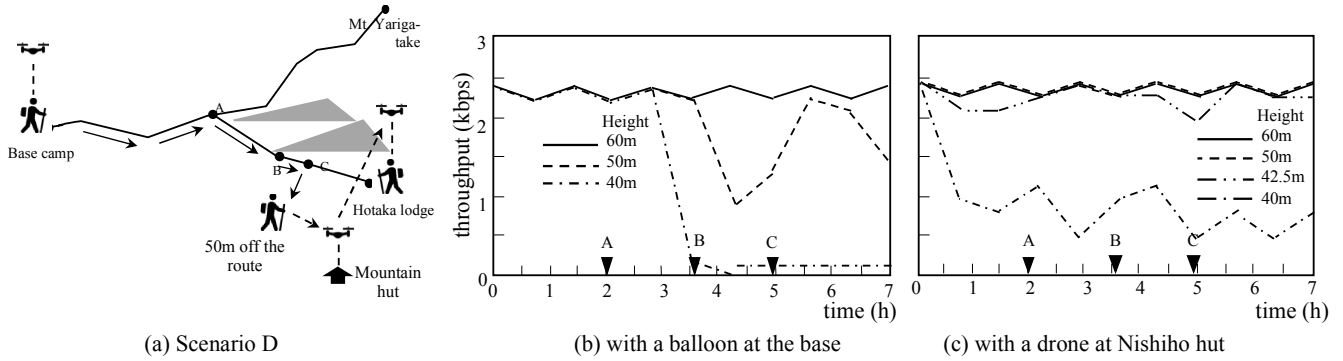 Mt. Yariga-
take
A
Base camp
B
C
Hotaka lodge
50m off the
route
Mountain
hut
(a) Scenario D
3
2
1
0
throughput (kbps)
Height
60m
50m
40m
A
B
C
0 1 2 3 4 5 6 7
time (h)
(b) with a balloon at the base
Height
60m
50m
42.5m
40m
A
B
C
0 1 2 3 4 5 6 7
time (h)
(c) with a drone at Nishiho hut